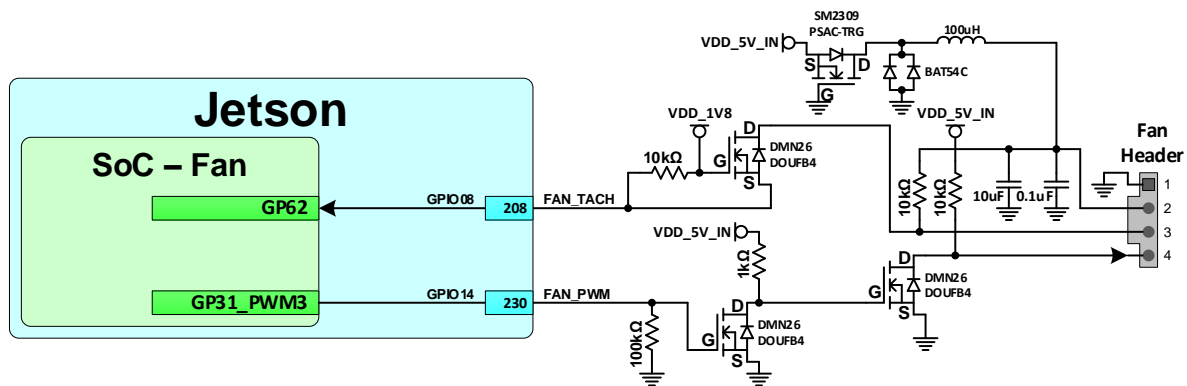 SM2309
PSAC-TRG
VDD_5V_IN
S
D
G
100uH
BAT54C
Jetson
SoC – Fan
GP62
GPIO08
208
FAN_TACH
10kΩ
VDD_1V8
D
G
S
DMN26
DOUFB4
VDD_5V_IN
10kΩ
10kΩ
10uF
0.1uF
Fan
Header
1
2
3
4
VDD_5V_IN
1kΩ
GP31_PWM3
GPIO14
230
FAN_PWM
100kΩ
D
G
S
DMN26
DOUFB4
D
G
S
DMN26
DOUFB4